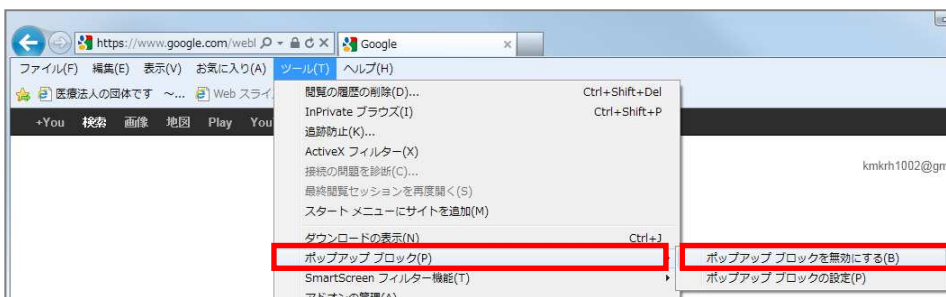 https://www.google.com/webl
Google
ファイル(F) 編集(E) 表示(V) お気に入り(A) ツール(T) ヘルプ(H)
医療法人の団体です ～... Web スライ
閲覧の履歴の削除(D)... Ctrl+Shift+Del
InPrivate ブラウズ(I) Ctrl+Shift+P
+You 検索 画像 地図 Play You
追跡防止(K)...
ActiveX フィルター(X)
接続の問題を診断(C)...
kmkrh1002@gm
最終閲覧セッションを再度開く(S)
スタート メニューにサイトを追加(M)
ダウンロードの表示(N) Ctrl+J
ポップアップ ブロック(P)
ポップアップ ブロックを無効にする(B)
SmartScreen フィルター機能(T)
ポップアップ ブロックの設定(P)
アドオンの管理(A)